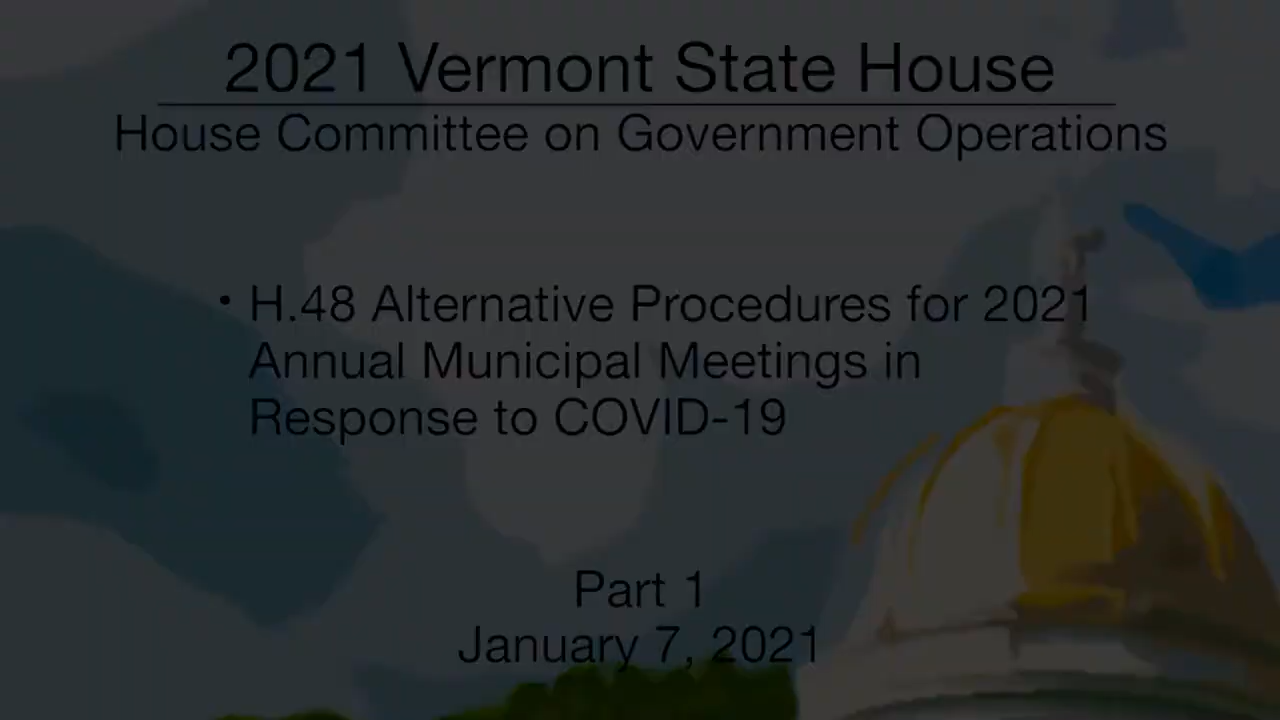 2021 Vermont State House
House Committee on Government Operations
• H.48 Alternative Procedures for 2021
Annual Municipal Meetings in
Response to COVID-19
Part 1
January 7, 2021